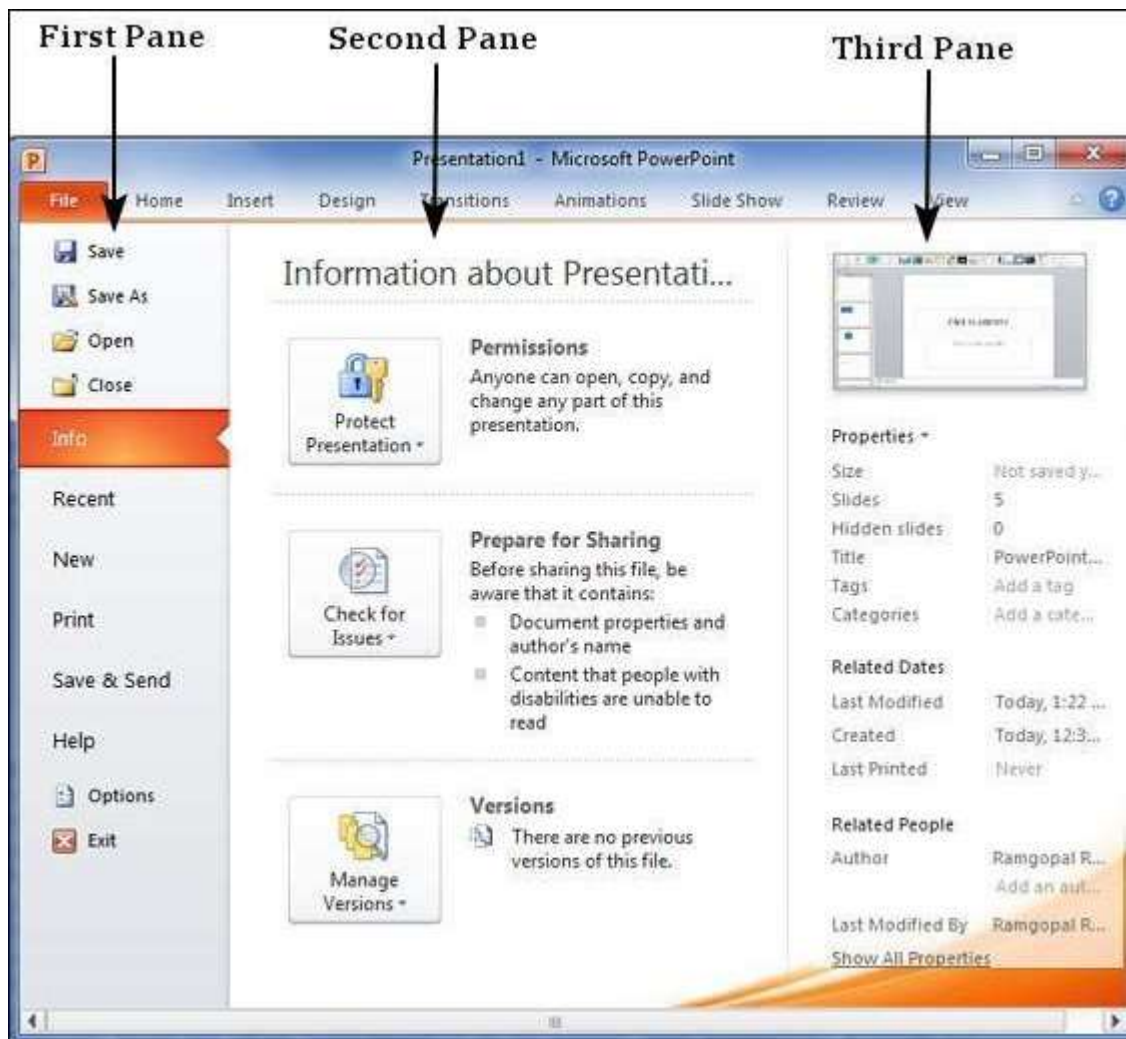 First Pane
Second Pane
Third Pane
Presentation1 - Microsoft PowerPoint
File Home Insert Design Transitions Animations Slide Show Review View
Save
Save As
Open
Close
Info
Recent
New
Print
Save & Send
Help
Options
Exit
Information about Presentati...
Protect
Presentation
Permissions
Anyone can open, copy, and
change any part of this
presentation.
Check for
Issues
Prepare for Sharing
Before sharing this file, be
aware that it contains:
Document properties and
author's name
Content that people with
disabilities are unable to
read
Manage
Versions
Versions
There are no previous
versions of this file.
Properties
Size Not saved y...
Slides 5
Hidden slides 0
Title PowerPoint...
Tags Add a tag
Categories Add a cate...
Related Dates
Last Modified Today, 1:22 ...
Created Today, 12:3...
Last Printed Never
Related People
Author Ramgopal R...
Add an aut...
Last Modified By Ramgopal R...
Show All Properties